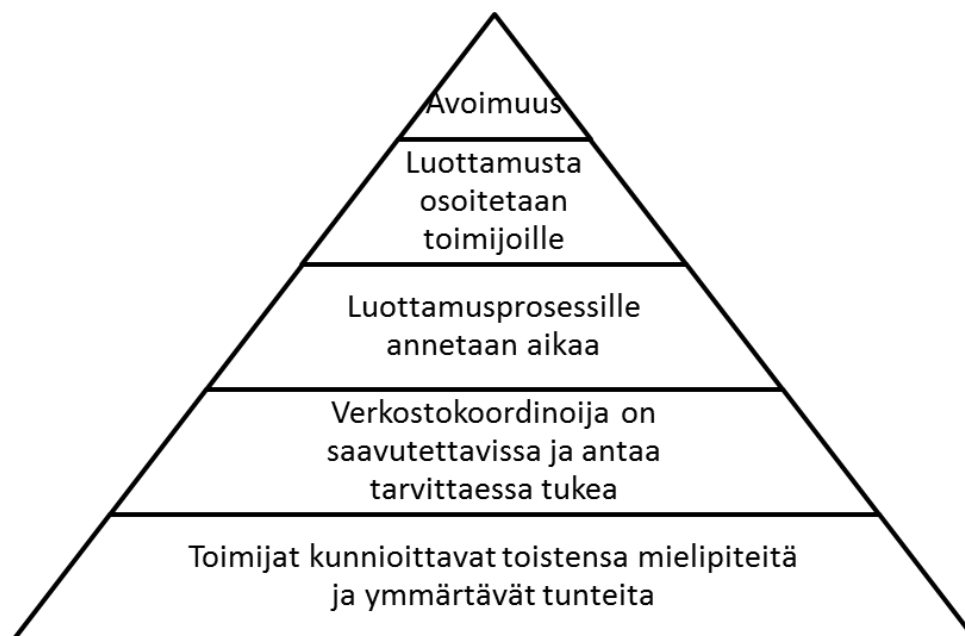 Avoimuus
Luottamusta
osoitetaan
toimijoille
Luottamusprosessille
annetaan aikaa
Verkostokoordinoija on
saavutettavissa ja antaa
tarvittaessa tukea
Toimijat kunnioittavat toistensa mielipiteitä
ja ymmärtävät tunteita